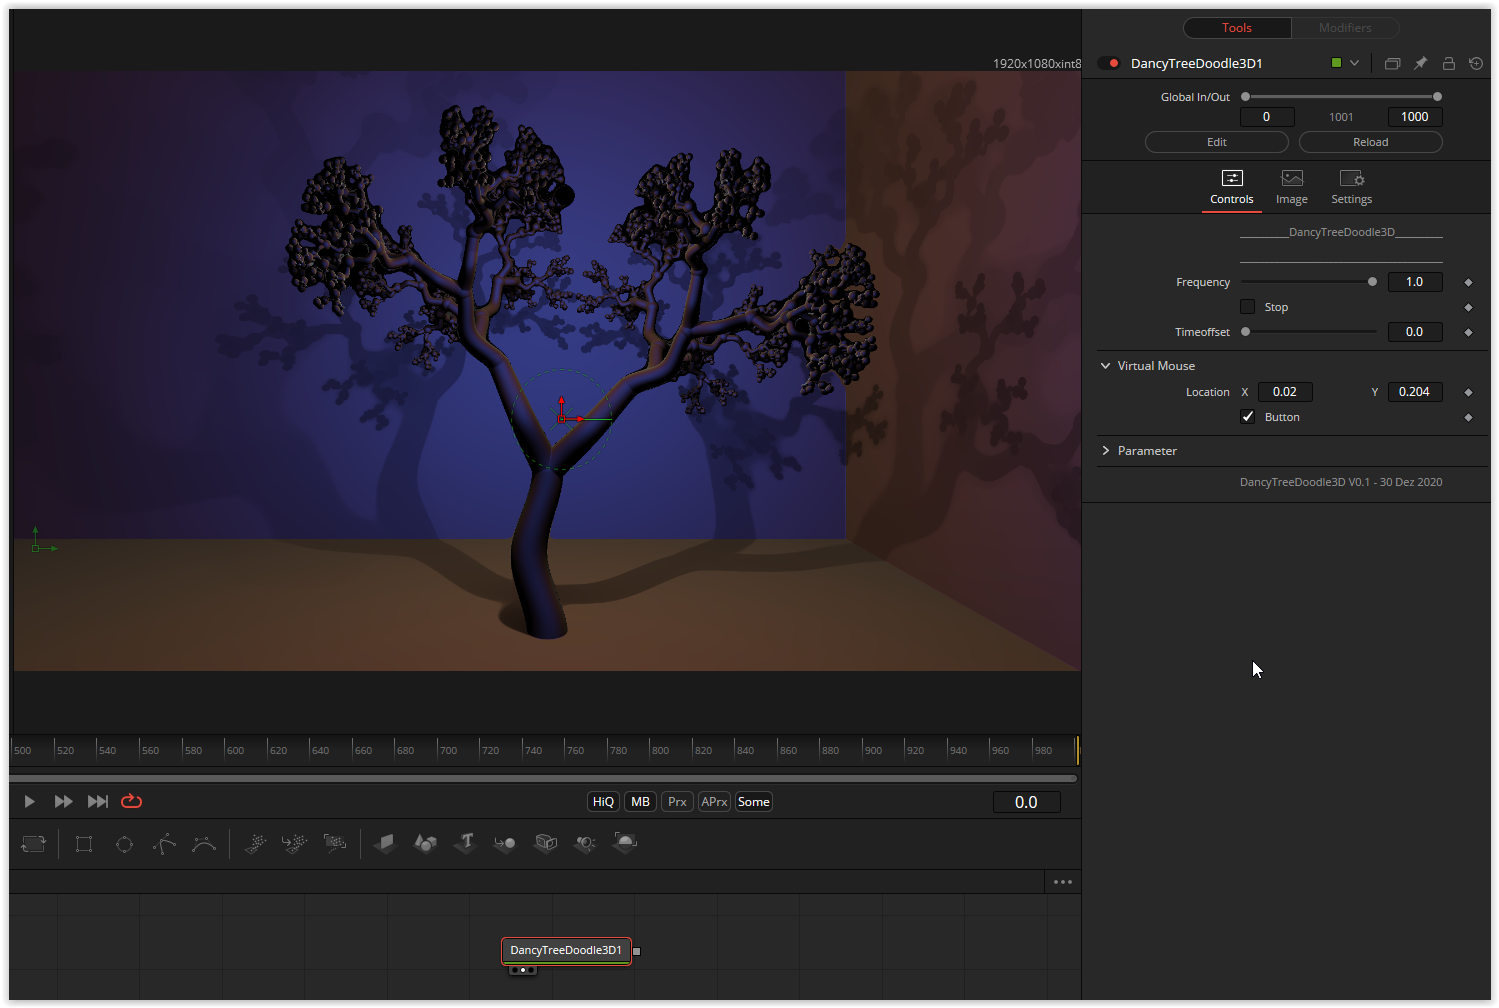 Tools Modifiers
1920x1080xint8
DancyTreeDoodle3D1
Global In/Out
0 1001 1000
Edit Reload
Controls Image Settings
________DancyTreeDoodle3D________
Frequency 1.0
Stop
Timeoffset 0.0
Virtual Mouse
Location X 0.02 Y 0.204
Button
Parameter
DancyTreeDoodle3D V0.1 - 30 Dez 2020
500 520 540 560 580 600 620 640 660 680 700 720 740 760 780 800 820 840 860 880 900 920 940 960 980
HiQ MB Prx APrx Some 0.0
T
DancyTreeDoodle3D1